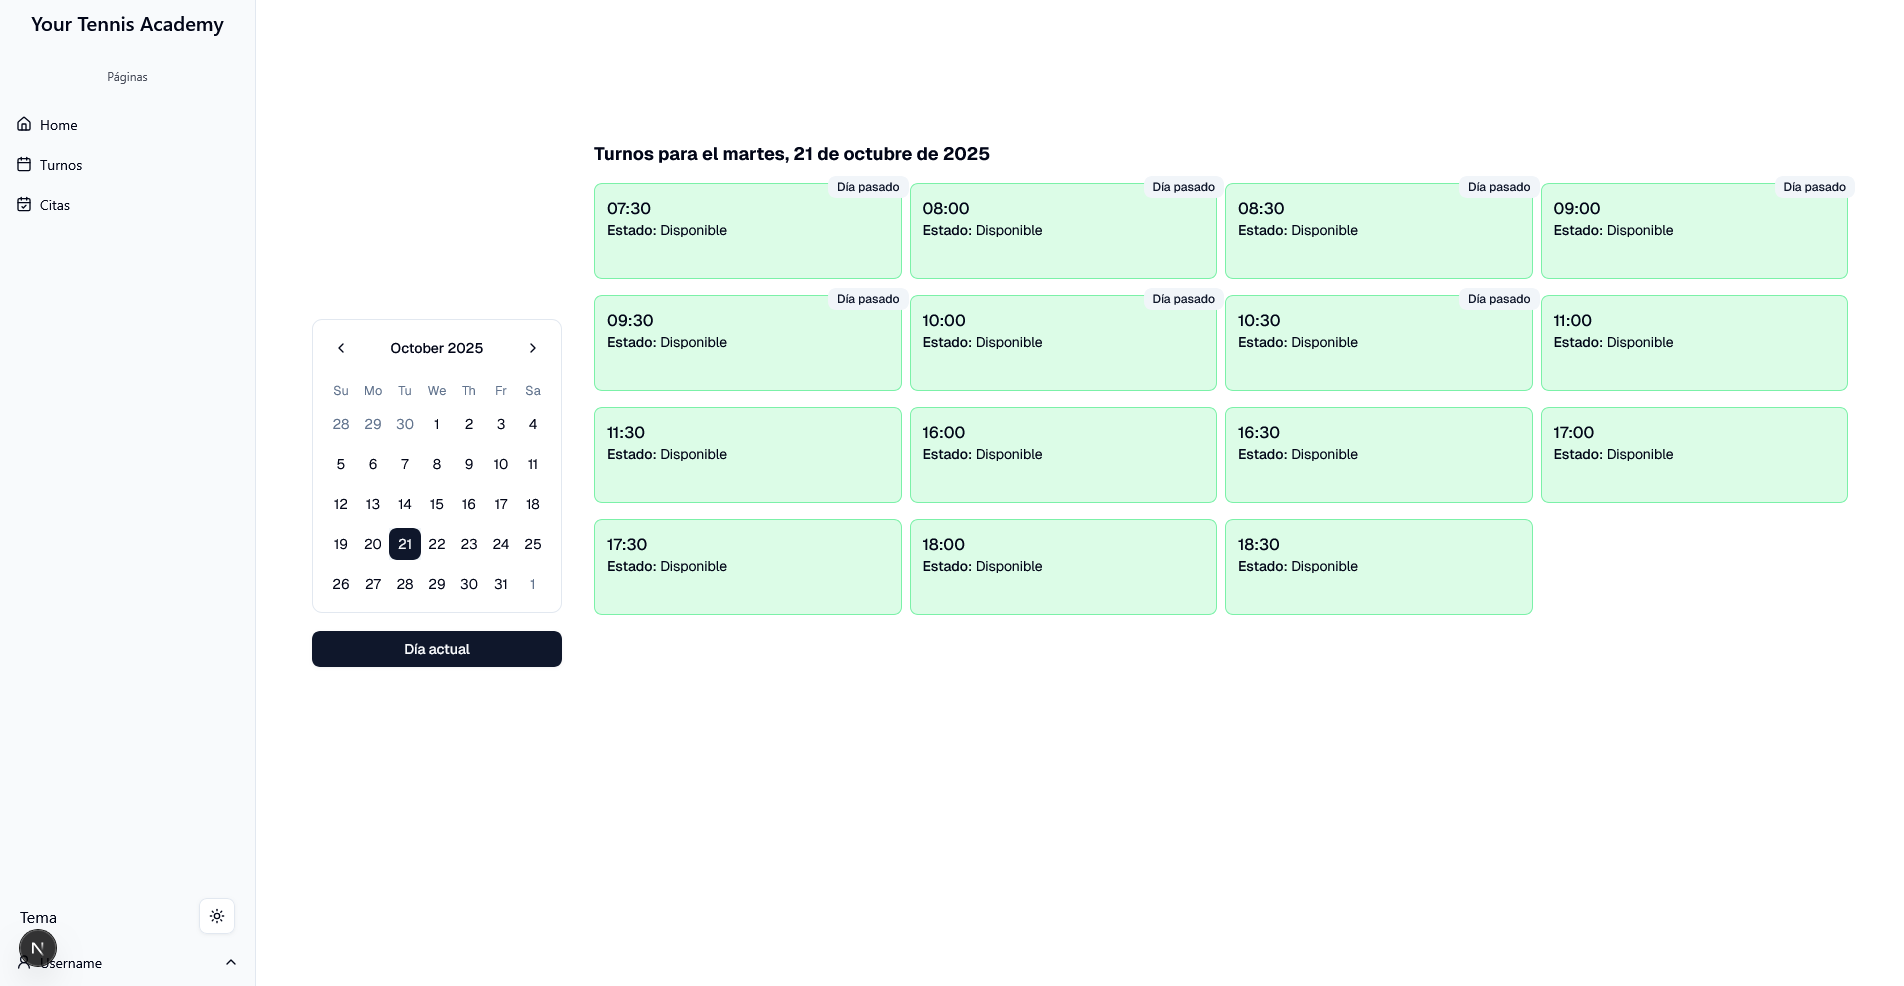 Your Tennis Academy
Páginas
Home
Turnos
Citas
Tema
N
Username
October 2025
Su Mo Tu We Th Fr Sa
28 29 30 1 2 3 4
5 6 7 8 9 10 11
12 13 14 15 16 17 18
19 20 21 22 23 24 25
26 27 28 29 30 31 1
Día actual
Turnos para el martes, 21 de octubre de 2025
Día pasado
07:30
Estado: Disponible
Día pasado
08:00
Estado: Disponible
Día pasado
08:30
Estado: Disponible
Día pasado
09:00
Estado: Disponible
Día pasado
09:30
Estado: Disponible
Día pasado
10:00
Estado: Disponible
Día pasado
10:30
Estado: Disponible
11:00
Estado: Disponible
11:30
Estado: Disponible
16:00
Estado: Disponible
16:30
Estado: Disponible
17:00
Estado: Disponible
17:30
Estado: Disponible
18:00
Estado: Disponible
18:30
Estado: Disponible